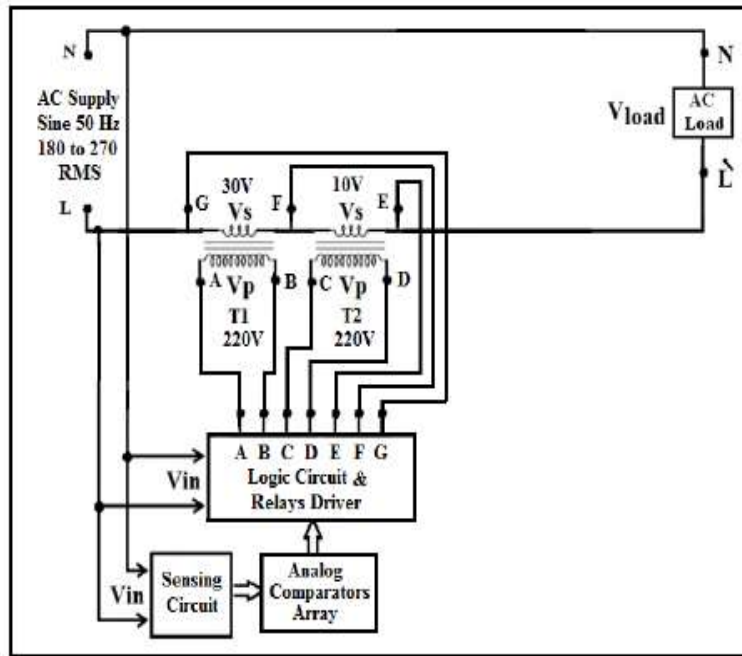 N
AC Supply
Sine 50 Hz
180 to 270
RMS
L
N
AC
Load
Vload
L̀
G
30V
Vs
F
10V
Vs
E
A
Vp
B
C
Vp
D
T1
220V
T2
220V
A B C D E F G
Logic Circuit &
Relays Driver
Vin
Vin
Sensing
Circuit
Analog
Comparators
Array